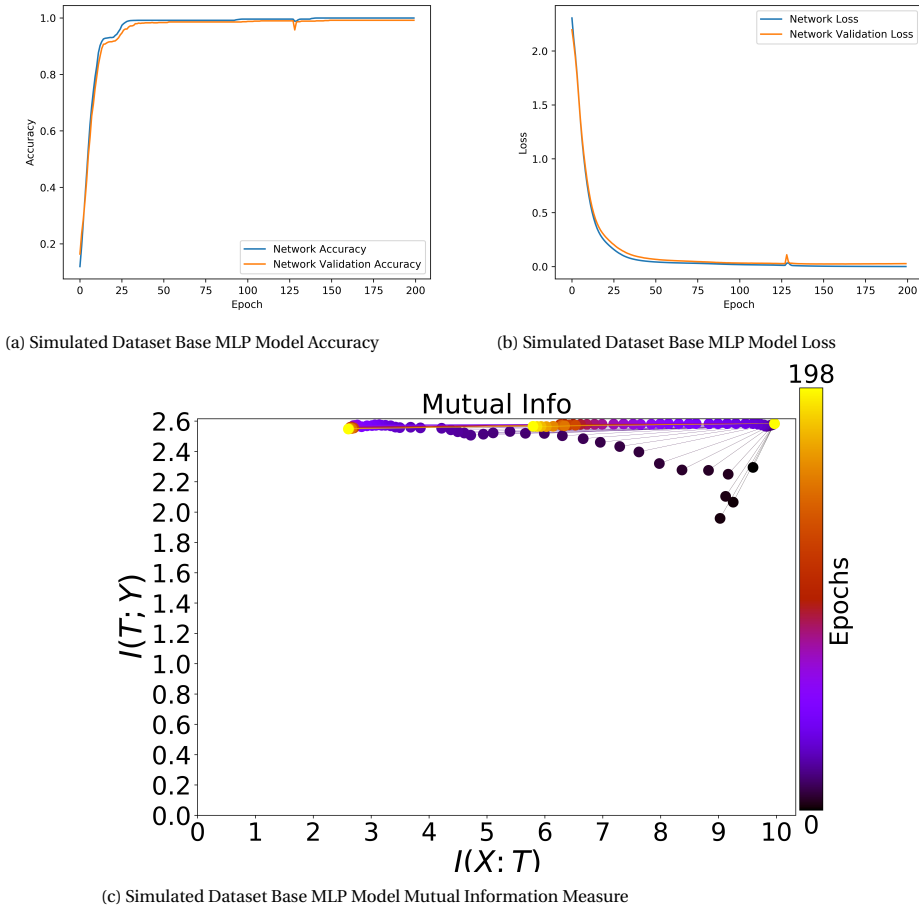 1.0
0.8
0.6
0.4
0.2
Accuracy
0 25 50 75 100 125 150 175 200
Epoch
Network Accuracy
Network Validation Accuracy
(a) Simulated Dataset Base MLP Model Accuracy
2.0
1.5
1.0
0.5
0.0
Loss
0 25 50 75 100 125 150 175 200
Epoch
Network Loss
Network Validation Loss
(b) Simulated Dataset Base MLP Model Loss
Mutual Info
198
2.6
2.4
2.2
2.0
1.8
1.6
1.4
1.2
1.0
0.8
0.6
0.4
0.2
0.0
I(T; Y)
0 1 2 3 4 5 6 7 8 9 10
I(X; T)
Epochs
0
(c) Simulated Dataset Base MLP Model Mutual Information Measure